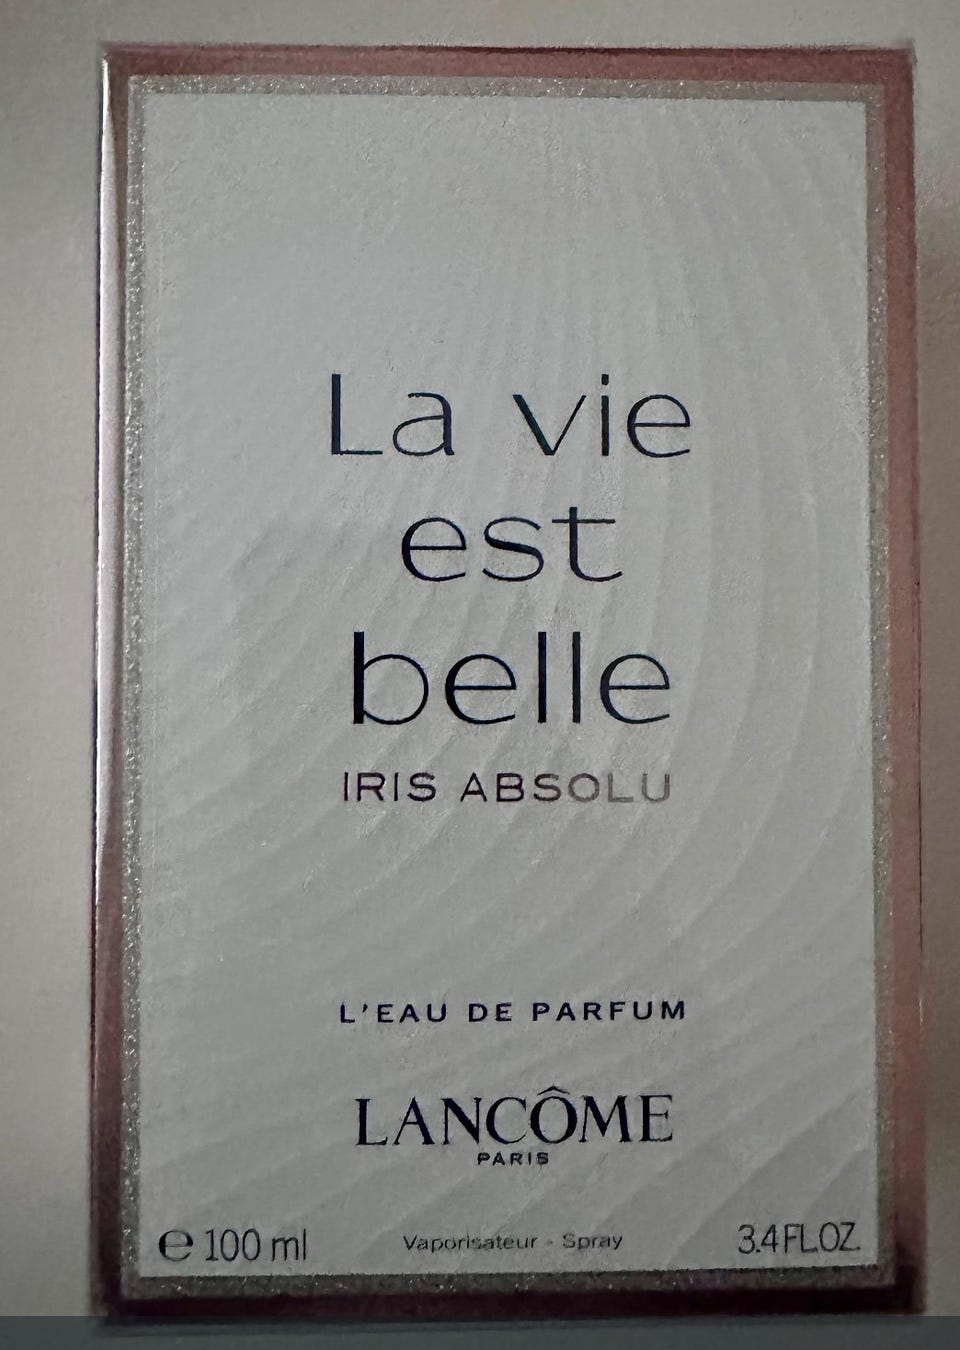 La vie
est
belle
IRIS ABSOLU
L'EAU DE PARFUM
LANCÔME
PARIS
℮ 100 ml Vaporisateur - Spray 3.4 FL.OZ.